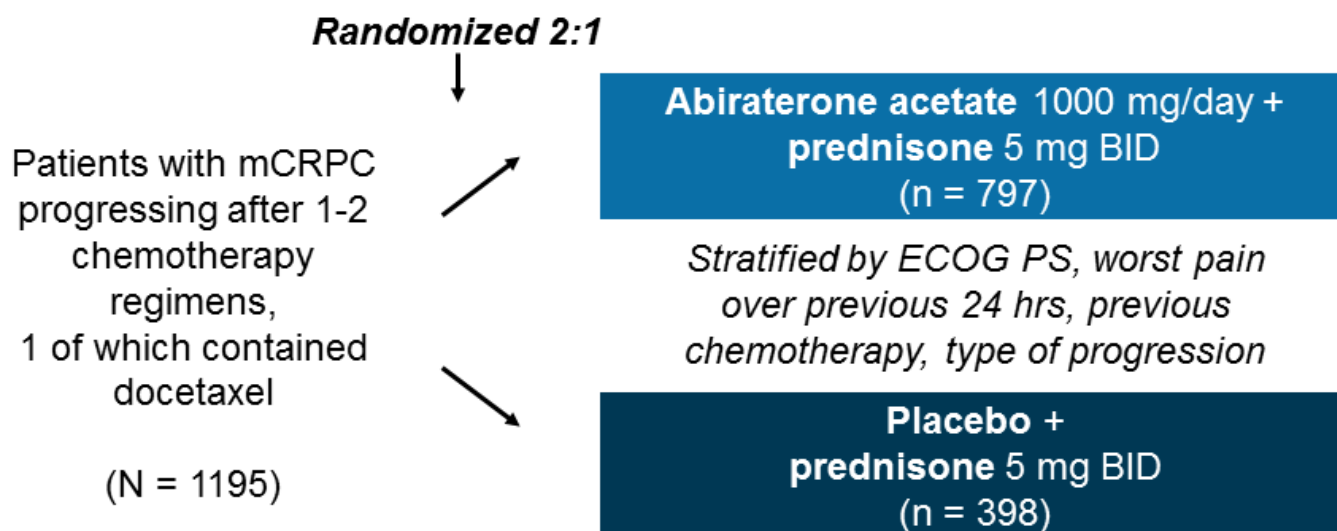 Randomized 2:1
Patients with mCRPC
progressing after 1-2
chemotherapy
regimens,
1 of which contained
docetaxel
(N = 1195)
Abiraterone acetate 1000 mg/day +
prednisone 5 mg BID
(n = 797)
Stratified by ECOG PS, worst pain
over previous 24 hrs, previous
chemotherapy, type of progression
Placebo +
prednisone 5 mg BID
(n = 398)